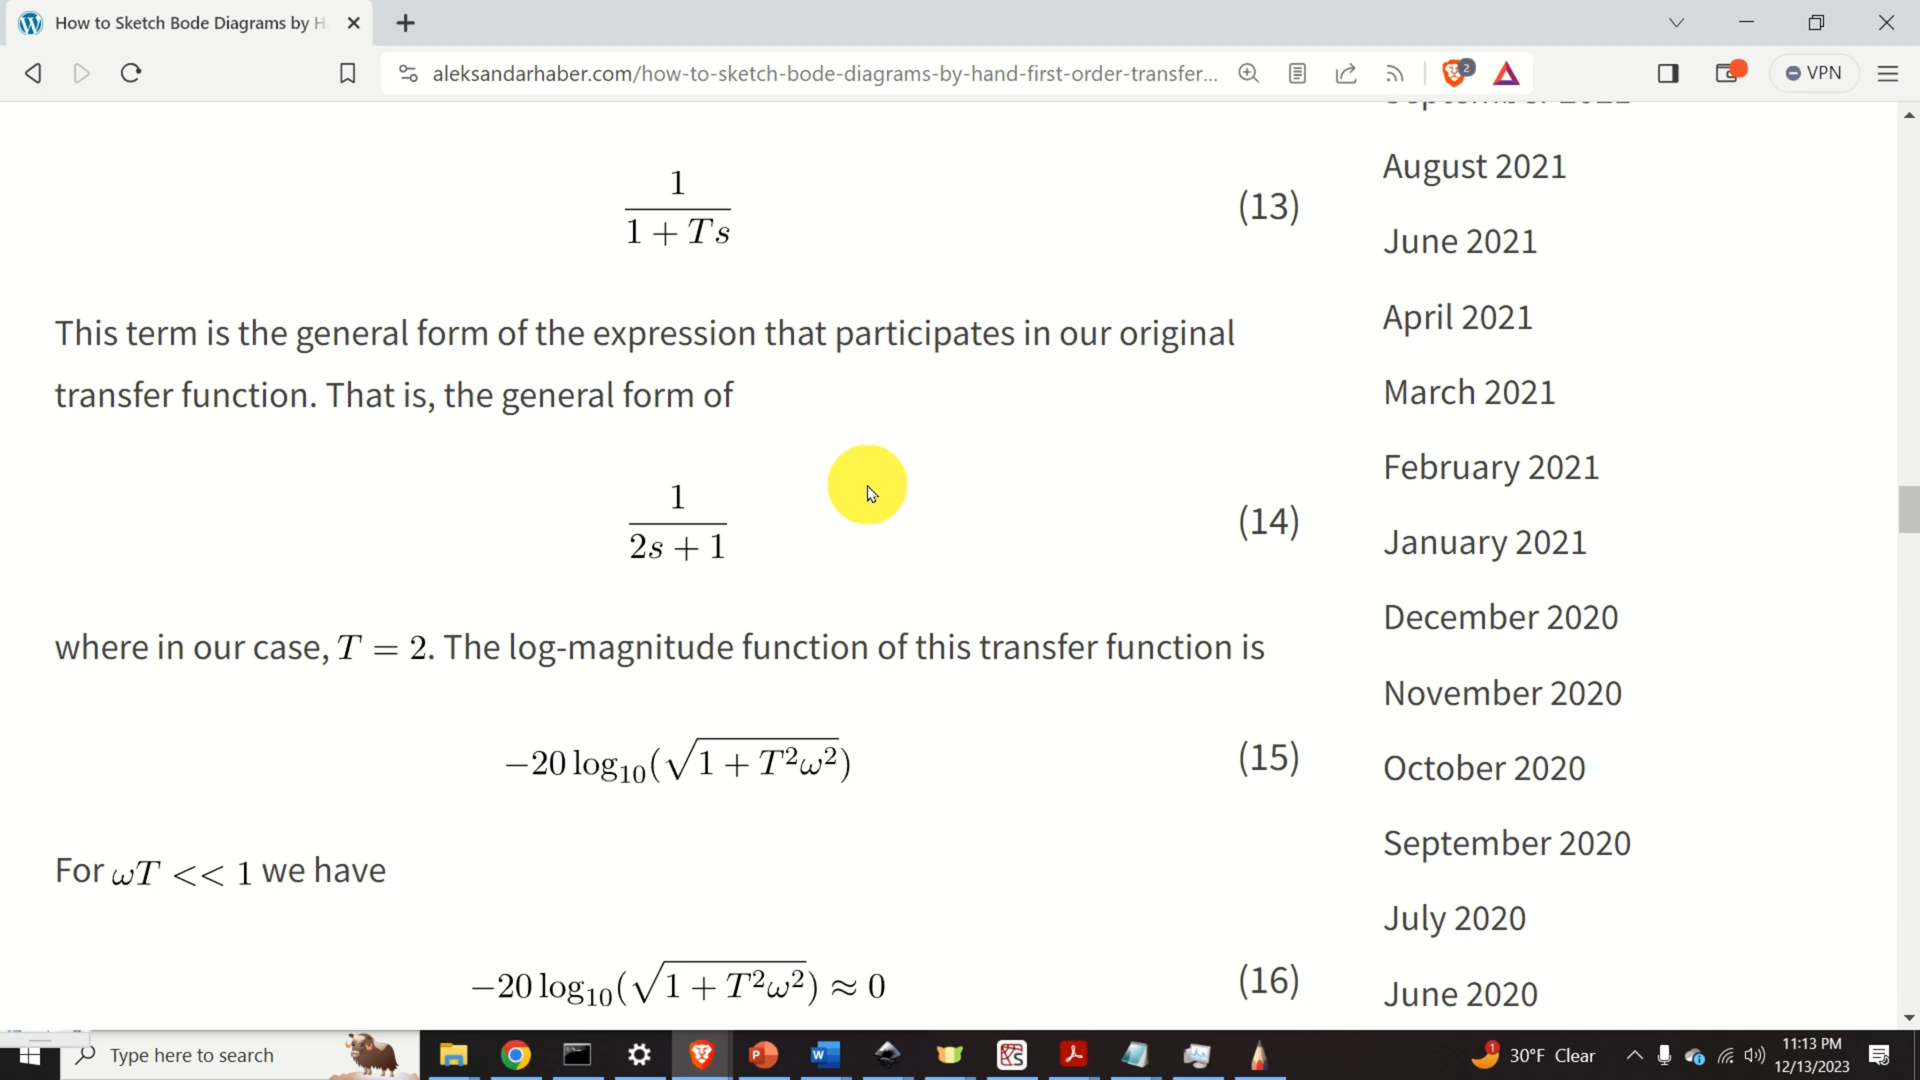 How to Sketch Bode Diagrams by H
aleksandarhaber.com/how-to-sketch-bode-diagrams-by-hand-first-order-transfer...
2
VPN
1
1 + Ts
(13)
This term is the general form of the expression that participates in our original
transfer function. That is, the general form of
1
2s + 1
(14)
where in our case, T = 2. The log-magnitude function of this transfer function is
−20 log₁₀(√1 + T²ω²)
(15)
For ωT << 1 we have
−20 log₁₀(√1 + T²ω²) ≈ 0
(16)
August 2021
June 2021
April 2021
March 2021
February 2021
January 2021
December 2020
November 2020
October 2020
September 2020
July 2020
June 2020
Type here to search
1
30°F Clear
11:13 PM
12/13/2023